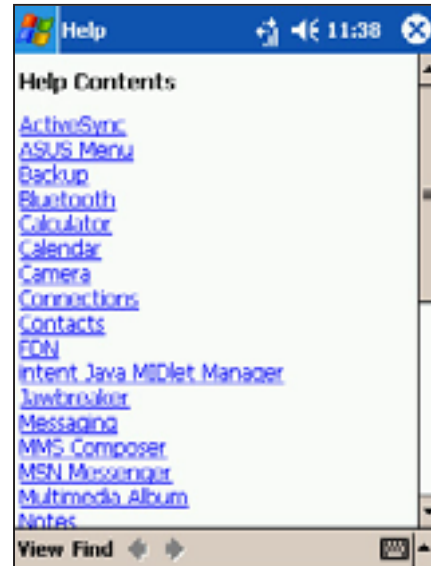 Help 11:38
Help Contents
ActiveSync
ASUS Menu
Backup
Bluetooth
Calculator
Calendar
Camera
Connections
Contacts
FDN
intent Java MIDlet Manager
Jawbreaker
Messaging
MMS Composer
MSN Messenger
Multimedia Album
Notes
View Find